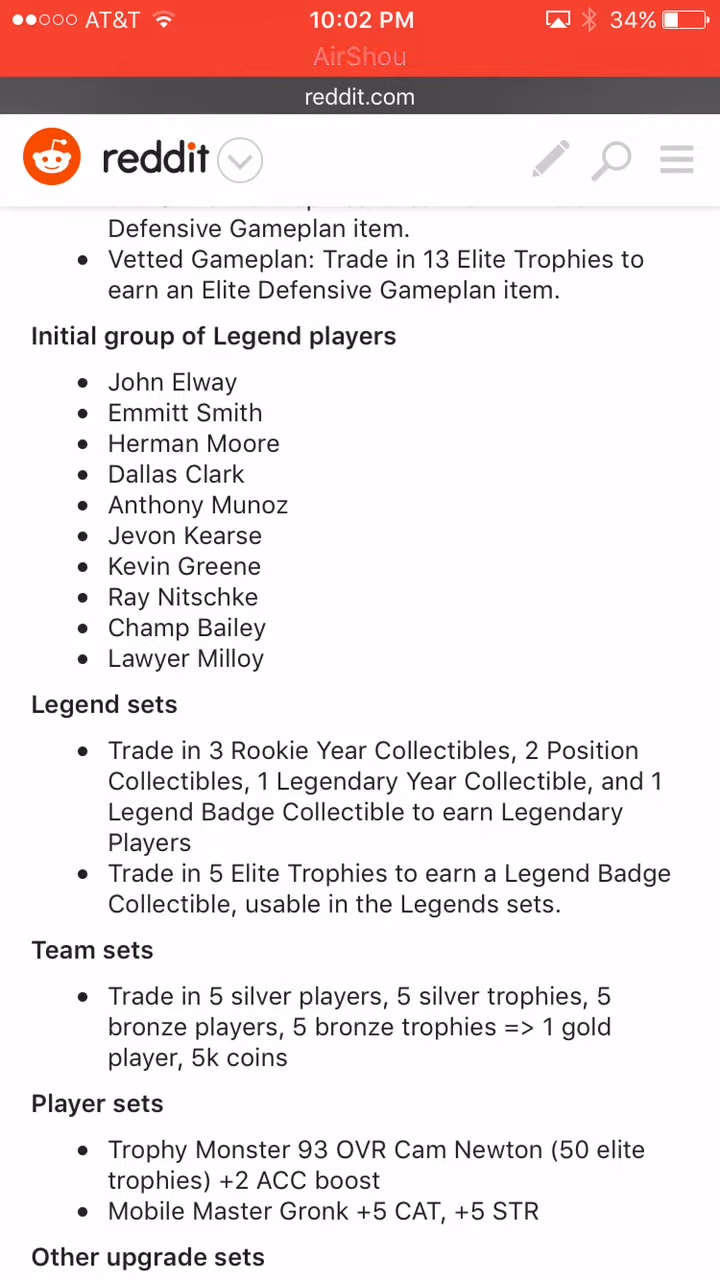 AT&T 10:02 PM 34%
AirShou
reddit.com
reddit
Defensive Gameplan item.
• Vetted Gameplan: Trade in 13 Elite Trophies to
earn an Elite Defensive Gameplan item.
Initial group of Legend players
• John Elway
• Emmitt Smith
• Herman Moore
• Dallas Clark
• Anthony Munoz
• Jevon Kearse
• Kevin Greene
• Ray Nitschke
• Champ Bailey
• Lawyer Milloy
Legend sets
• Trade in 3 Rookie Year Collectibles, 2 Position
Collectibles, 1 Legendary Year Collectible, and 1
Legend Badge Collectible to earn Legendary
Players
• Trade in 5 Elite Trophies to earn a Legend Badge
Collectible, usable in the Legends sets.
Team sets
• Trade in 5 silver players, 5 silver trophies, 5
bronze players, 5 bronze trophies => 1 gold
player, 5k coins
Player sets
• Trophy Monster 93 OVR Cam Newton (50 elite
trophies) +2 ACC boost
• Mobile Master Gronk +5 CAT, +5 STR
Other upgrade sets